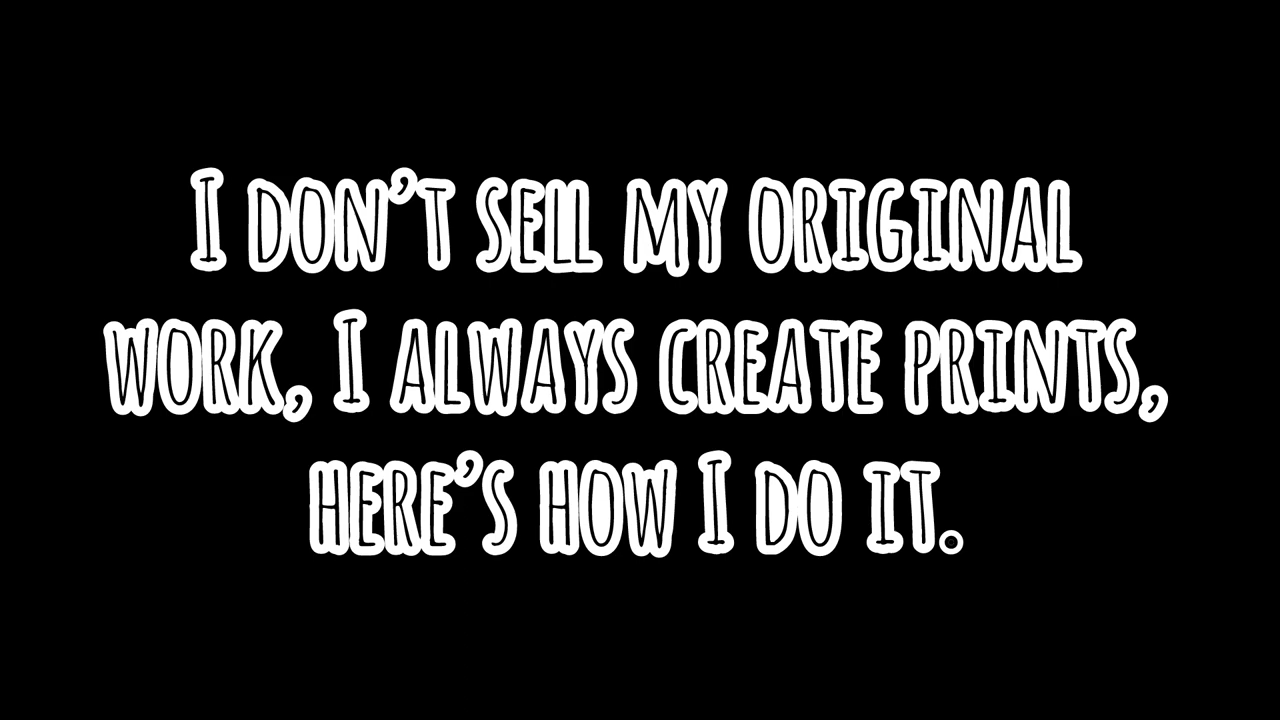 I DON'T SELL MY ORIGINAL
WORK, I ALWAYS CREATE PRINTS,
HERE'S HOW I DO IT.